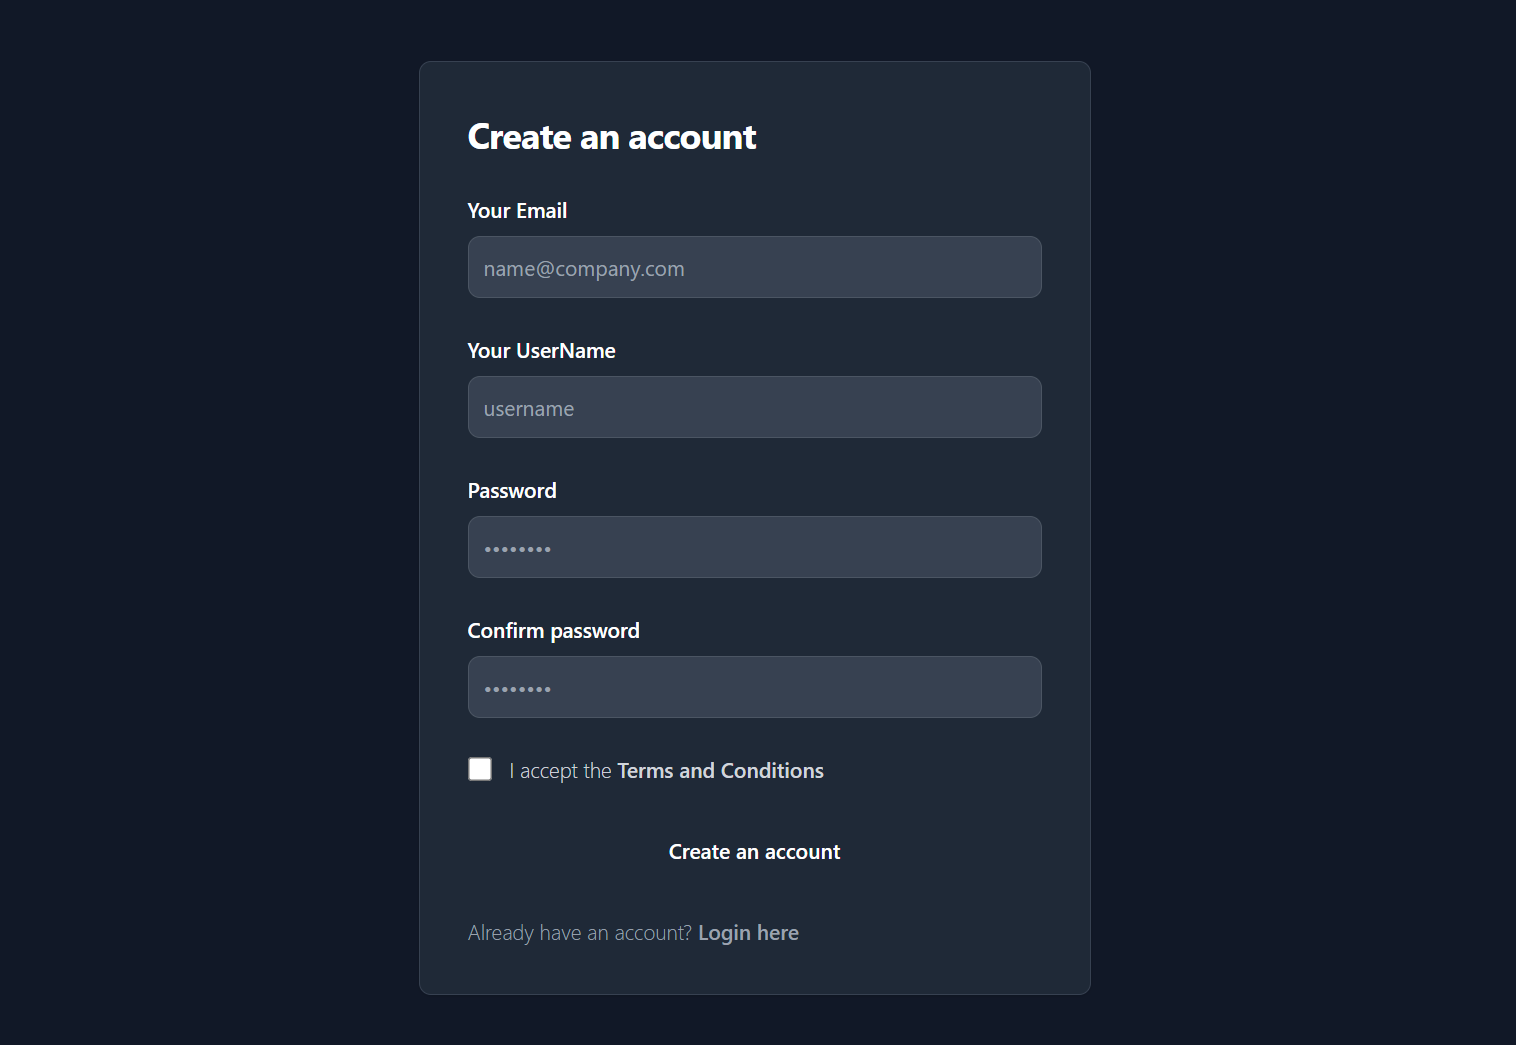 Create an account
Your Email
name@company.com
Your UserName
username
Password
••••••••
Confirm password
••••••••
I accept the Terms and Conditions
Create an account
Already have an account? Login here